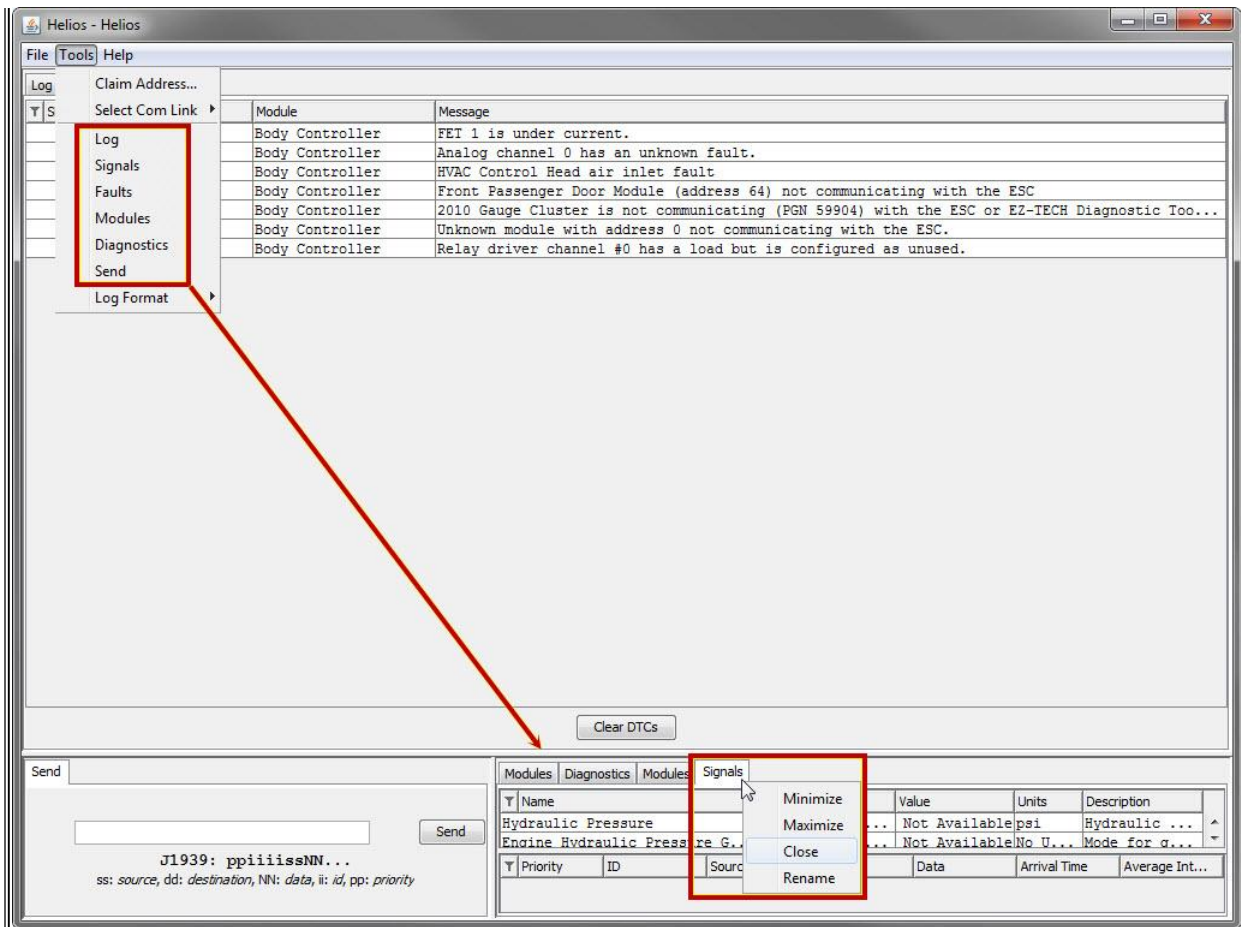 Helios - Helios
File Tools Help
Log
Claim Address...
Select Com Link
Log
Signals
Faults
Modules
Diagnostics
Send
Log Format
S Module Message
Body Controller FET 1 is under current.
Body Controller Analog channel 0 has an unknown fault.
Body Controller HVAC Control Head air inlet fault
Body Controller Front Passenger Door Module (address 64) not communicating with the ESC
Body Controller 2010 Gauge Cluster is not communicating (PGN 59904) with the ESC or EZ-TECH Diagnostic Too...
Body Controller Unknown module with address 0 not communicating with the ESC.
Body Controller Relay driver channel #0 has a load but is configured as unused.
Clear DTCs
Send
Send
J1939: ppiiiissNN...
ss: source, dd: destination, NN: data, ii: id, pp: priority
Modules Diagnostics Modules Signals
Name Value Units Description
Hydraulic Pressure ... Not Available psi Hydraulic ...
Engine Hydraulic Pressure G... ... Not Available No U... Mode for g...
Priority ID Sourc Data Arrival Time Average Int...
Minimize
Maximize
Close
Rename